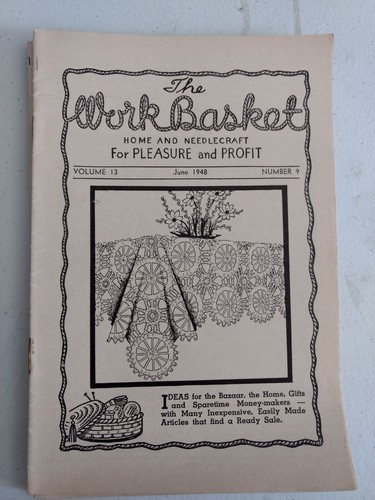 The
Work Basket
HOME AND NEEDLECRAFT
For PLEASURE and PROFIT
VOLUME 13 June 1948 NUMBER 9
IDEAS for the Bazaar, the Home, Gifts
and Sparetime Money-makers —
with Many Inexpensive, Easily Made
Articles that find a Ready Sale.